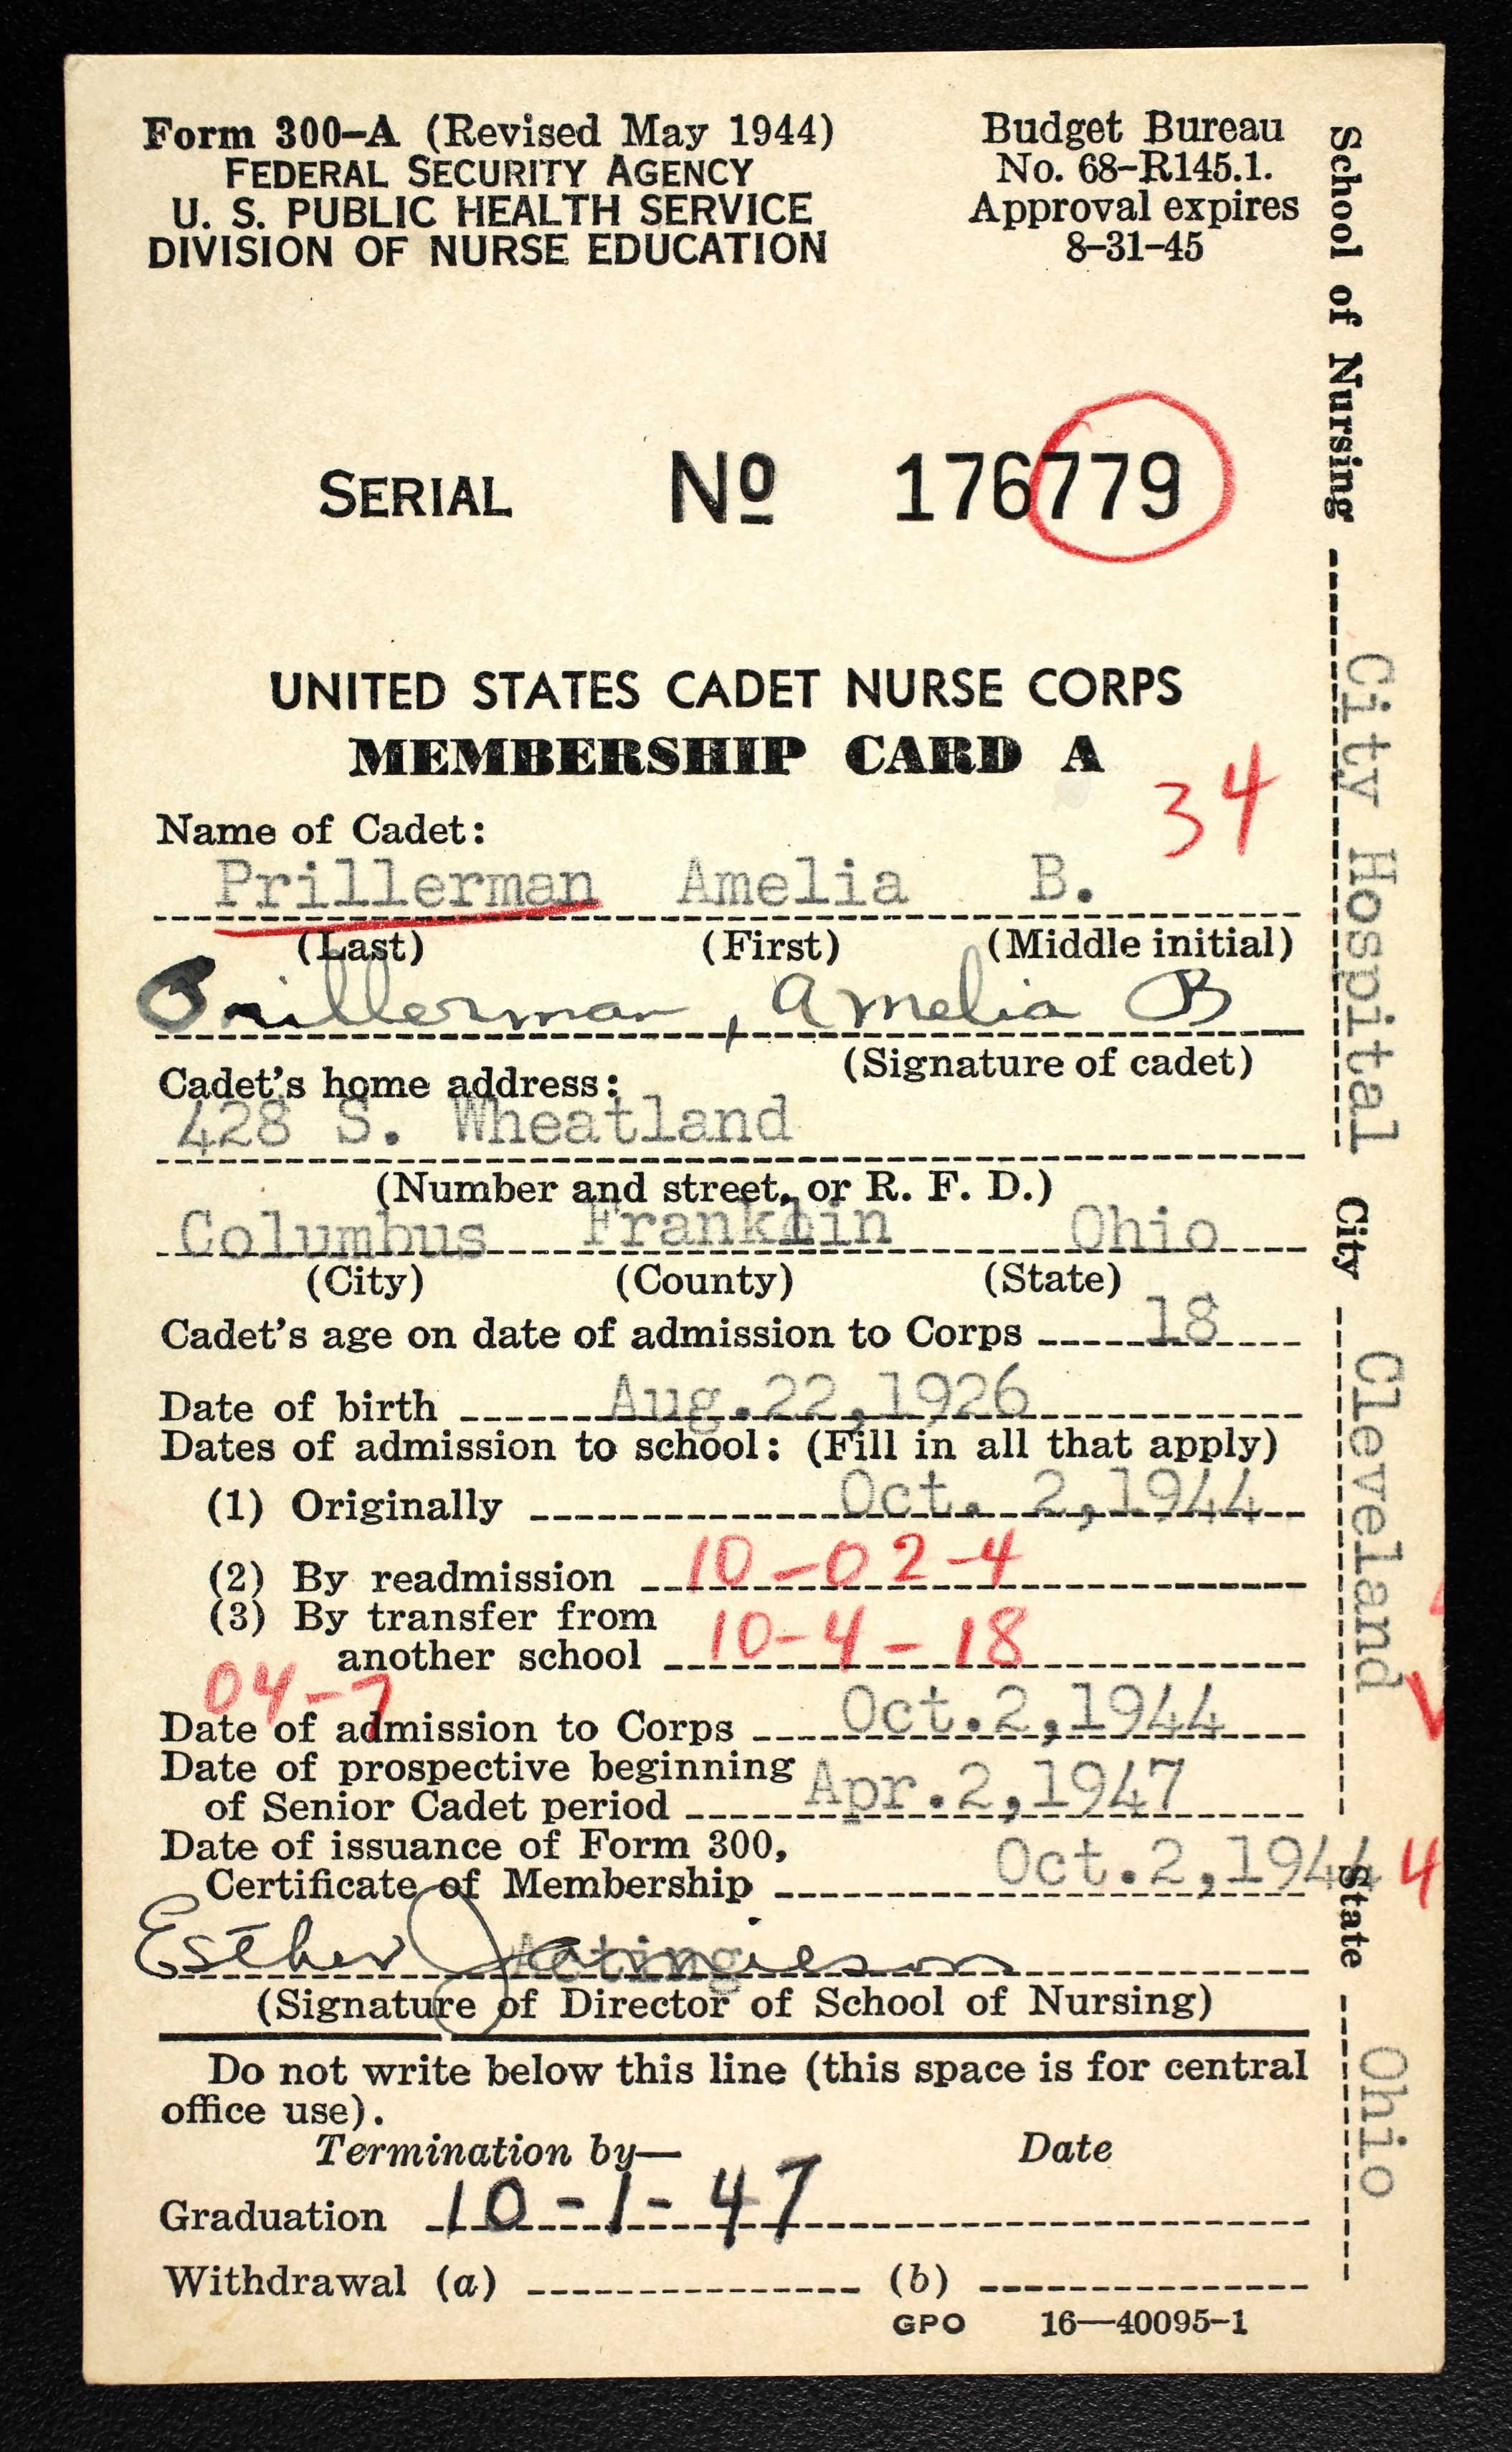 Form 300-A (Revised May 1944)
FEDERAL SECURITY AGENCY
U. S. PUBLIC HEALTH SERVICE
DIVISION OF NURSE EDUCATION
Budget Bureau
No. 68-R145.1.
Approval expires
8-31-45
SERIAL Nº 176779
UNITED STATES CADET NURSE CORPS
MEMBERSHIP CARD A
34
Name of Cadet:
Prillerman Amelia B.
(Last) (First) (Middle initial)
Prillerman, Amelia B
(Signature of cadet)
Cadet's home address:
428 S. Wheatland
(Number and street, or R. F. D.)
Columbus Franklin Ohio
(City) (County) (State)
Cadet's age on date of admission to Corps 18
Date of birth Aug.22,1926
Dates of admission to school: (Fill in all that apply)
(1) Originally Oct. 2,1944
(2) By readmission 10-02-4
(3) By transfer from
another school 10-4-18
04-7
Date of admission to Corps Oct.2,1944
Date of prospective beginning
of Senior Cadet period Apr.2,1947
Date of issuance of Form 300,
Certificate of Membership Oct.2,1944 4
Esther Acting
(Signature of Director of School of Nursing)
Do not write below this line (this space is for central
office use).
Termination by— Date
Graduation 10-1-47
Withdrawal (a) (b)
GPO 16—40095-1
School of Nursing City Hospital City Cleveland State Ohio